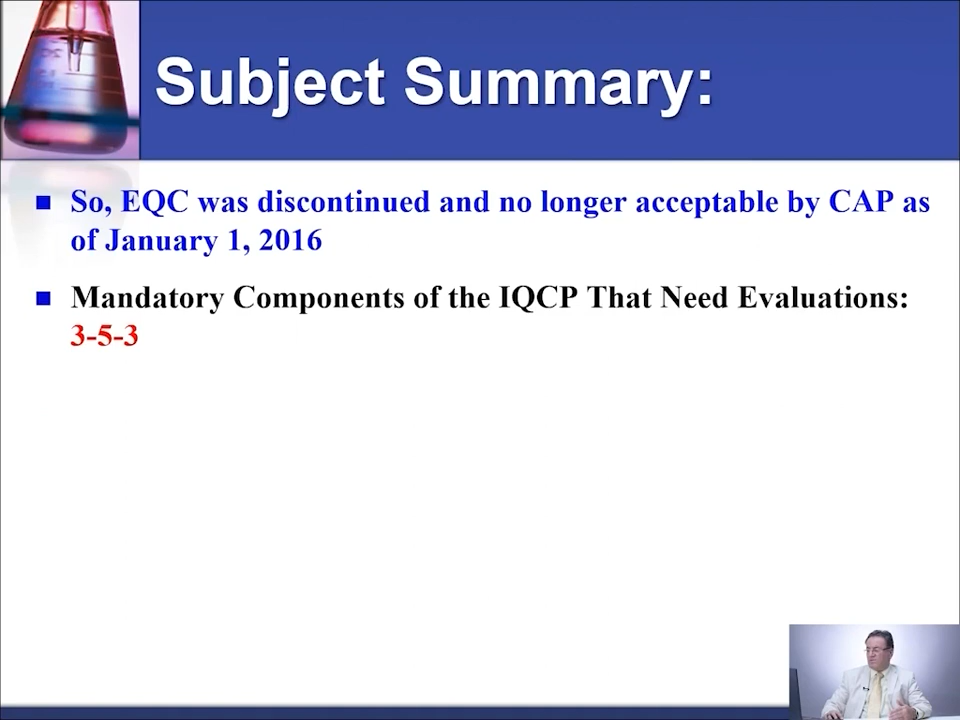 Subject Summary:
So, EQC was discontinued and no longer acceptable by CAP as
of January 1, 2016
Mandatory Components of the IQCP That Need Evaluations:
3-5-3